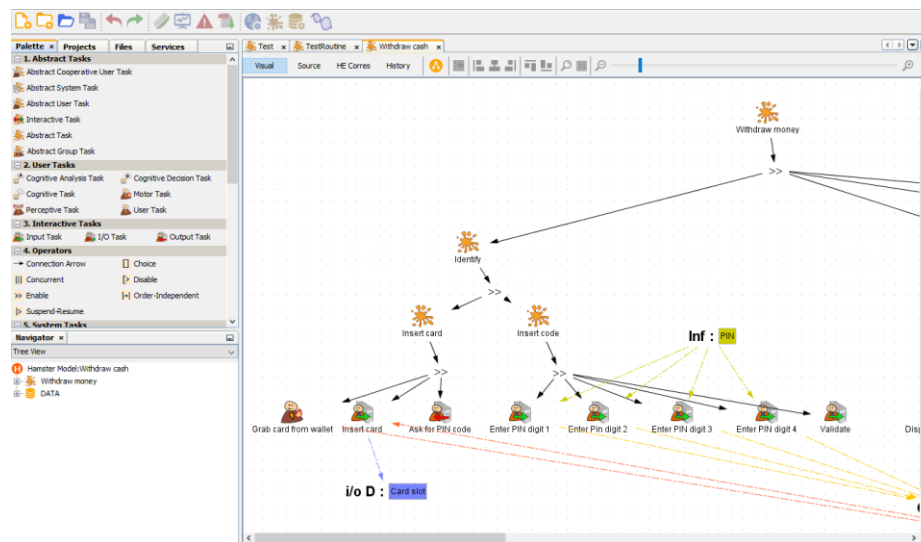 Palette × Projects Files Services
Test × TestRoutine × Withdraw cash ×
1. Abstract Tasks
Abstract Cooperative User Task
Abstract System Task
Abstract User Task
Interactive Task
Abstract Task
Abstract Group Task
2. User Tasks
Cognitive Analysis Task Cognitive Decision Task
Cognitive Task Motor Task
Perceptive Task User Task
3. Interactive Tasks
Input Task I/O Task Output Task
4. Operators
Connection Arrow [] Choice
||| Concurrent [> Disable
>> Enable |=| Order-Independent
|> Suspend-Resume
5. System Tasks
Navigator ×
Tree View
Hamster Model:Withdraw cash
Withdraw money
DATA
Visual Source HE Corres History
Withdraw money
>>
Identify
>>
Insert card Insert code
Inf : PIN
>> >>
Grab card from wallet Insert card Ask for PIN code Enter PIN digit 1 Enter Pin digit 2 Enter PIN digit 3 Enter PIN digit 4 Validate
i/o D : Card slot